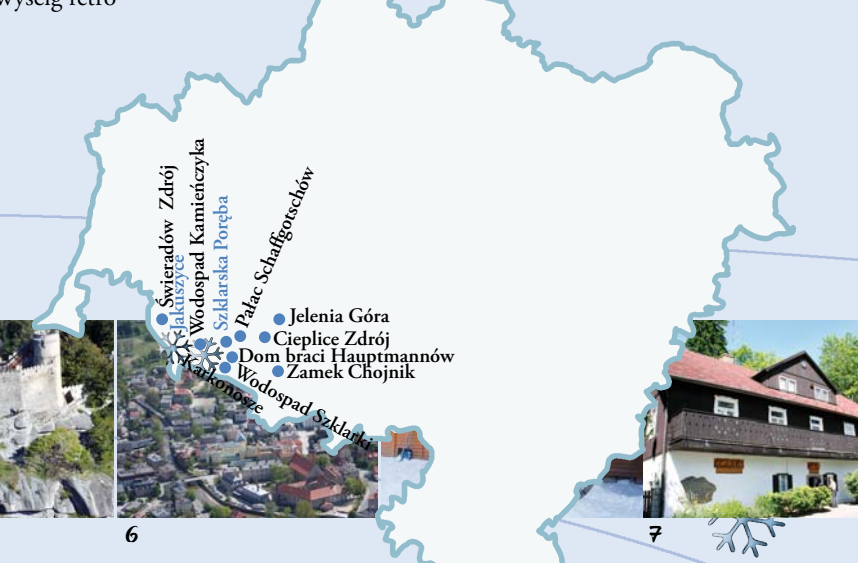 wyścig retro
Świeradów Zdrój
Jakuszyce
Wodospad Kamieńczyka
Szklarska Poręba
Pałac Schaffgotschów
Jelenia Góra
Cieplice Zdrój
Dom braci Hauptmannów
Zamek Chojnik
Wodospad Szklarki
Karkonosze
6
7